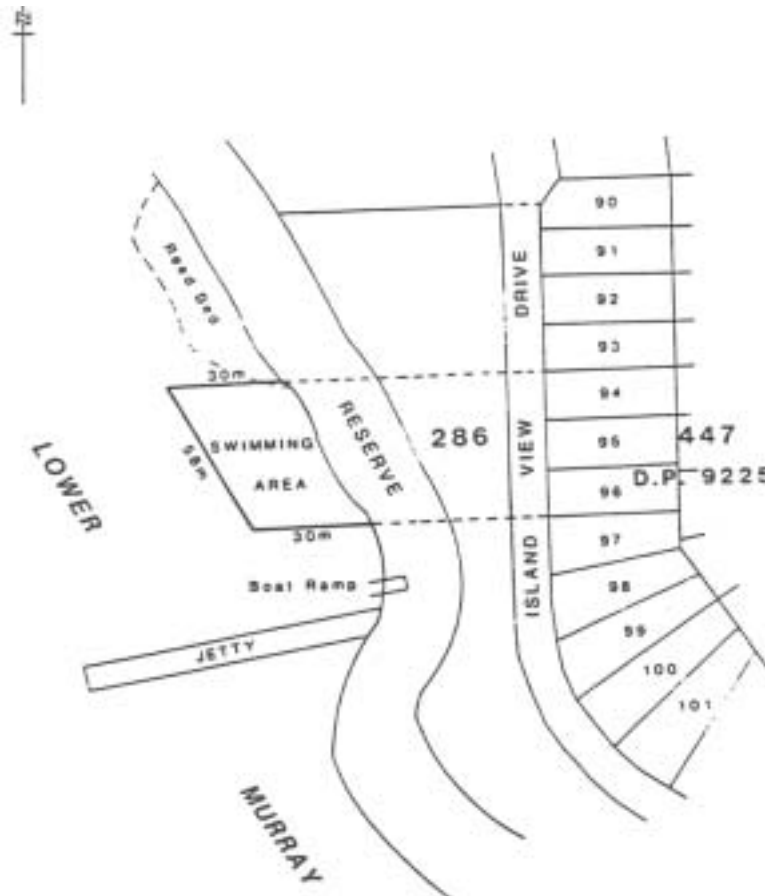 90
91
DRIVE
92
Reed Bed
93
30m
94
RESERVE
286
VIEW
95
447
SWIMMING
AREA
58m
LOWER
96
D.P. 9225
30m
97
ISLAND
Boat Ramp
98
99
JETTY
100
101
MURRAY